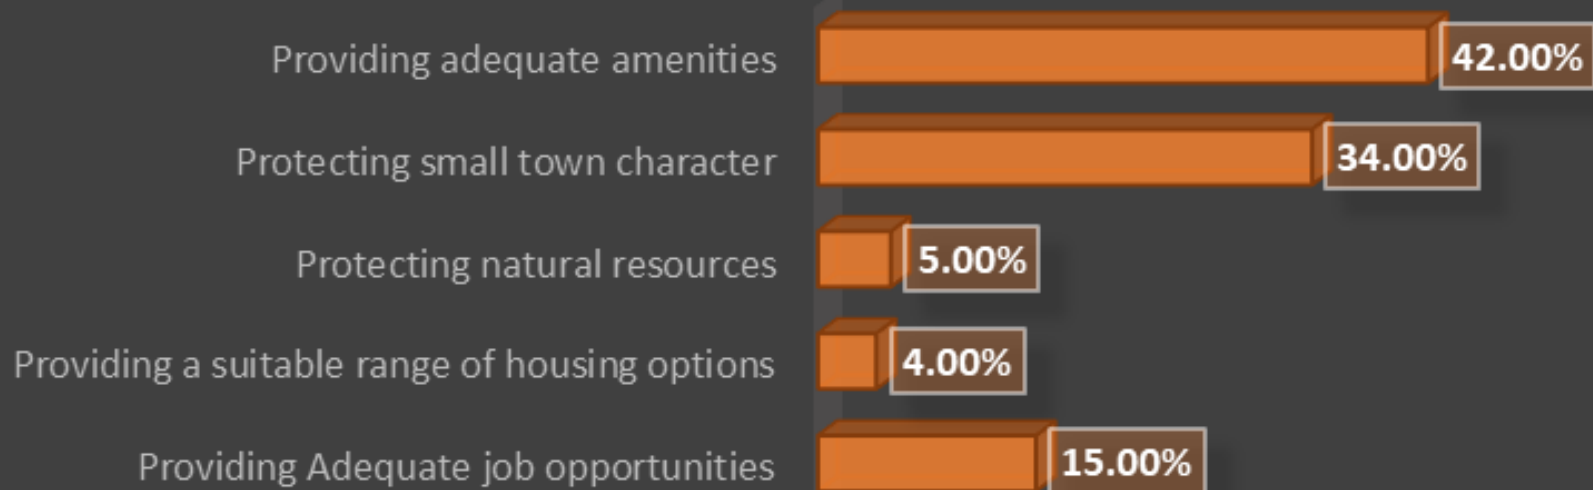 Providing adequate amenities 42.00%
Protecting small town character 34.00%
Protecting natural resources 5.00%
Providing a suitable range of housing options 4.00%
Providing Adequate job opportunities 15.00%